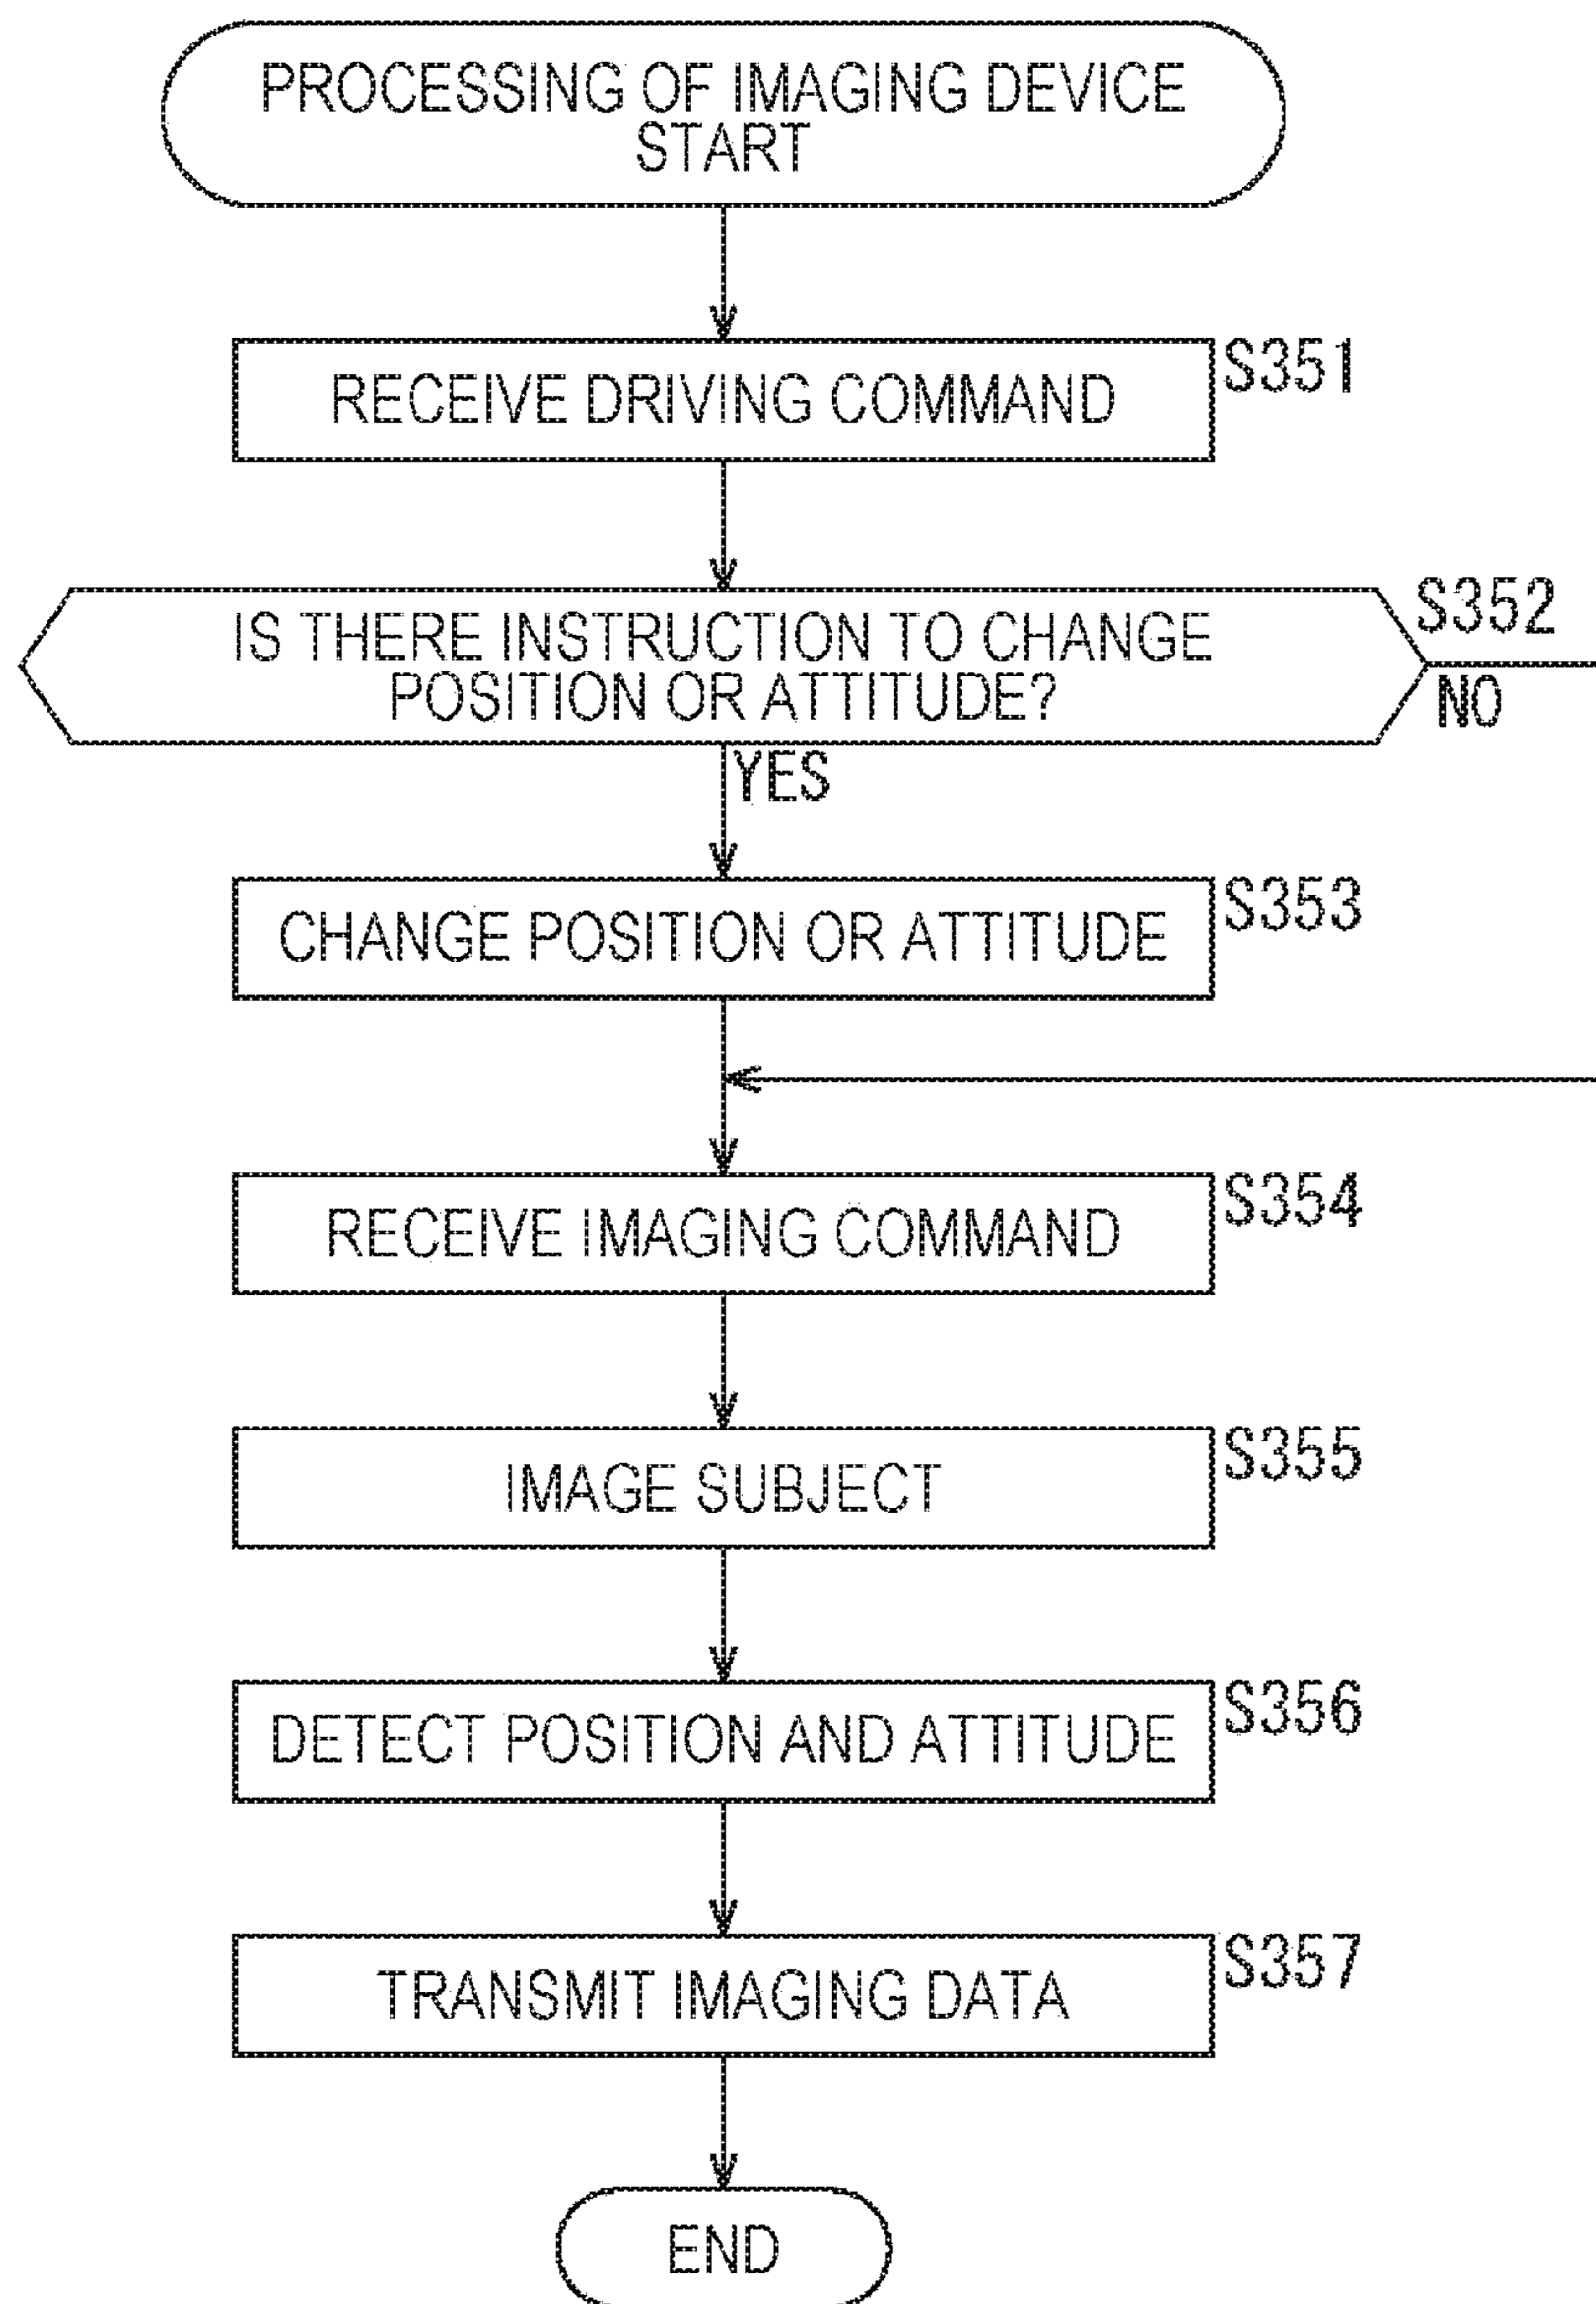 PROCESSING OF IMAGING DEVICE
START
RECEIVE DRIVING COMMAND
S351
IS THERE INSTRUCTION TO CHANGE
POSITION OR ATTITUDE?
S352
NO
YES
CHANGE POSITION OR ATTITUDE
S353
RECEIVE IMAGING COMMAND
S354
IMAGE SUBJECT
S355
DETECT POSITION AND ATTITUDE
S356
TRANSMIT IMAGING DATA
S357
END